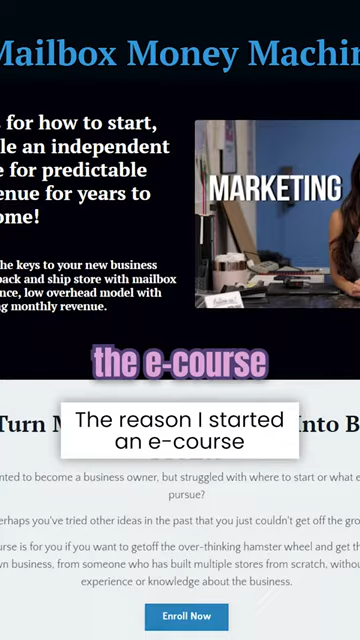 Mailbox Money Machin
for how to start,
le an independent
e for predictable
enue for years to
ome!
he keys to your new business
pack and ship store with mailbox
nce, low overhead model with
ng monthly revenue.
MARKETING
the e-course
Turn M
Into B
The reason I started
an e-course
nted to become a business owner, but struggled with where to start or what e
pursue?
erhaps you've tried other ideas in the past that you just couldn't get off the gro
urse is for you if you want to getoff the over-thinking hamster wheel and get th
wn business, from someone who has built multiple stores from scratch, withou
experience or knowledge about the business.
Enroll Now